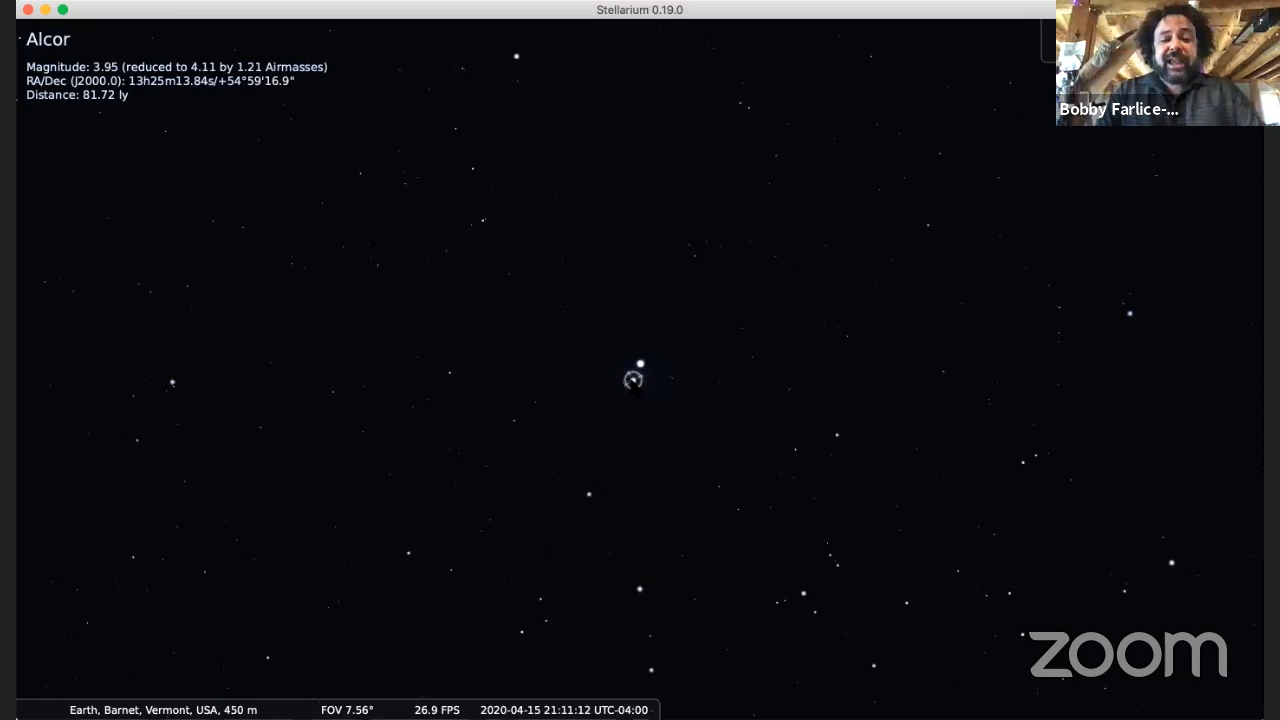 Stellarium 0.19.0
Alcor
Magnitude: 3.95 (reduced to 4.11 by 1.21 Airmasses)
RA/Dec (J2000.0): 13h25m13.84s/+54°59'16.9"
Distance: 81.72 ly
Bobby Farlice-...
zoom
Earth, Barnet, Vermont, USA, 450 m FOV 7.56° 26.9 FPS 2020-04-15 21:11:12 UTC-04:00